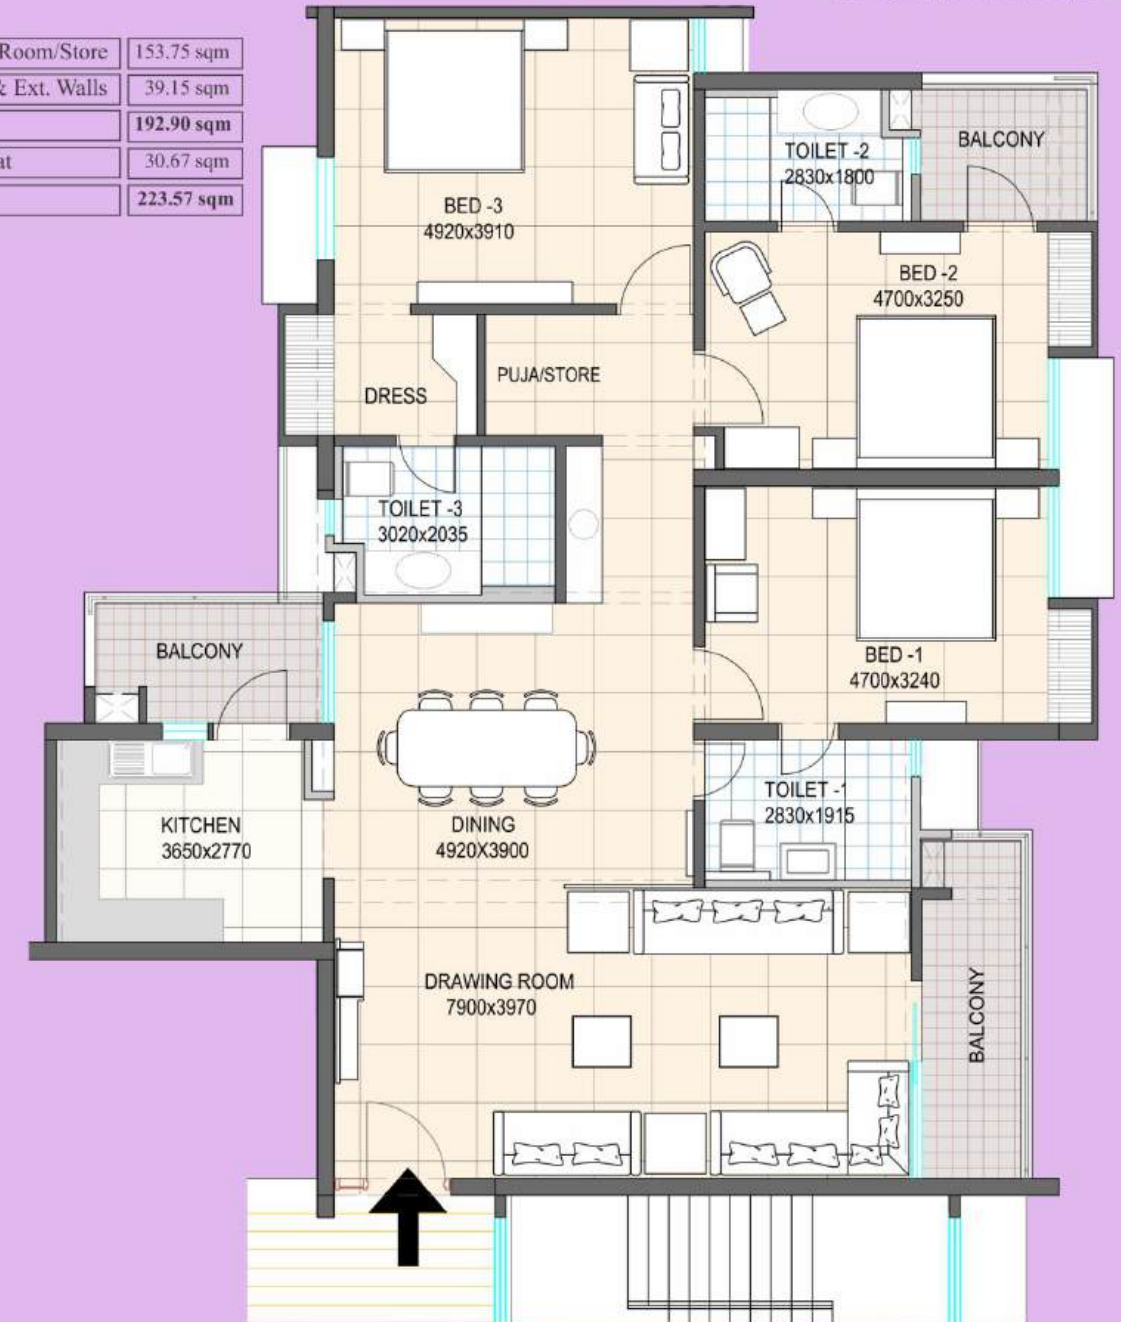 Room/Store 153.75 sqm
& Ext. Walls 39.15 sqm
192.90 sqm
at 30.67 sqm
223.57 sqm
BED -3
4920x3910
TOILET -2
2830x1800
BALCONY
BED -2
4700x3250
PUJA/STORE
DRESS
TOILET -3
3020x2035
BALCONY
BED -1
4700x3240
TOILET -1
2830x1915
KITCHEN
3650x2770
DINING
4920X3900
DRAWING ROOM
7900x3970
BALCONY